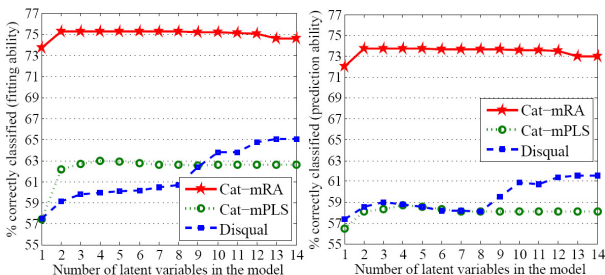 % correctly classified (fitting ability)
77
75
73
71
69
67
65
63
61
59
57
55
1 2 3 4 5 6 7 8 9 10 11 12 13 14
Number of latent variables in the model
Cat−mRA
Cat−mPLS
Disqual
% correctly classified (prediction ability)
77
75
73
71
69
67
65
63
61
59
57
55
1 2 3 4 5 6 7 8 9 10 11 12 13 14
Number of latent variables in the model
Cat−mRA
Cat−mPLS
Disqual